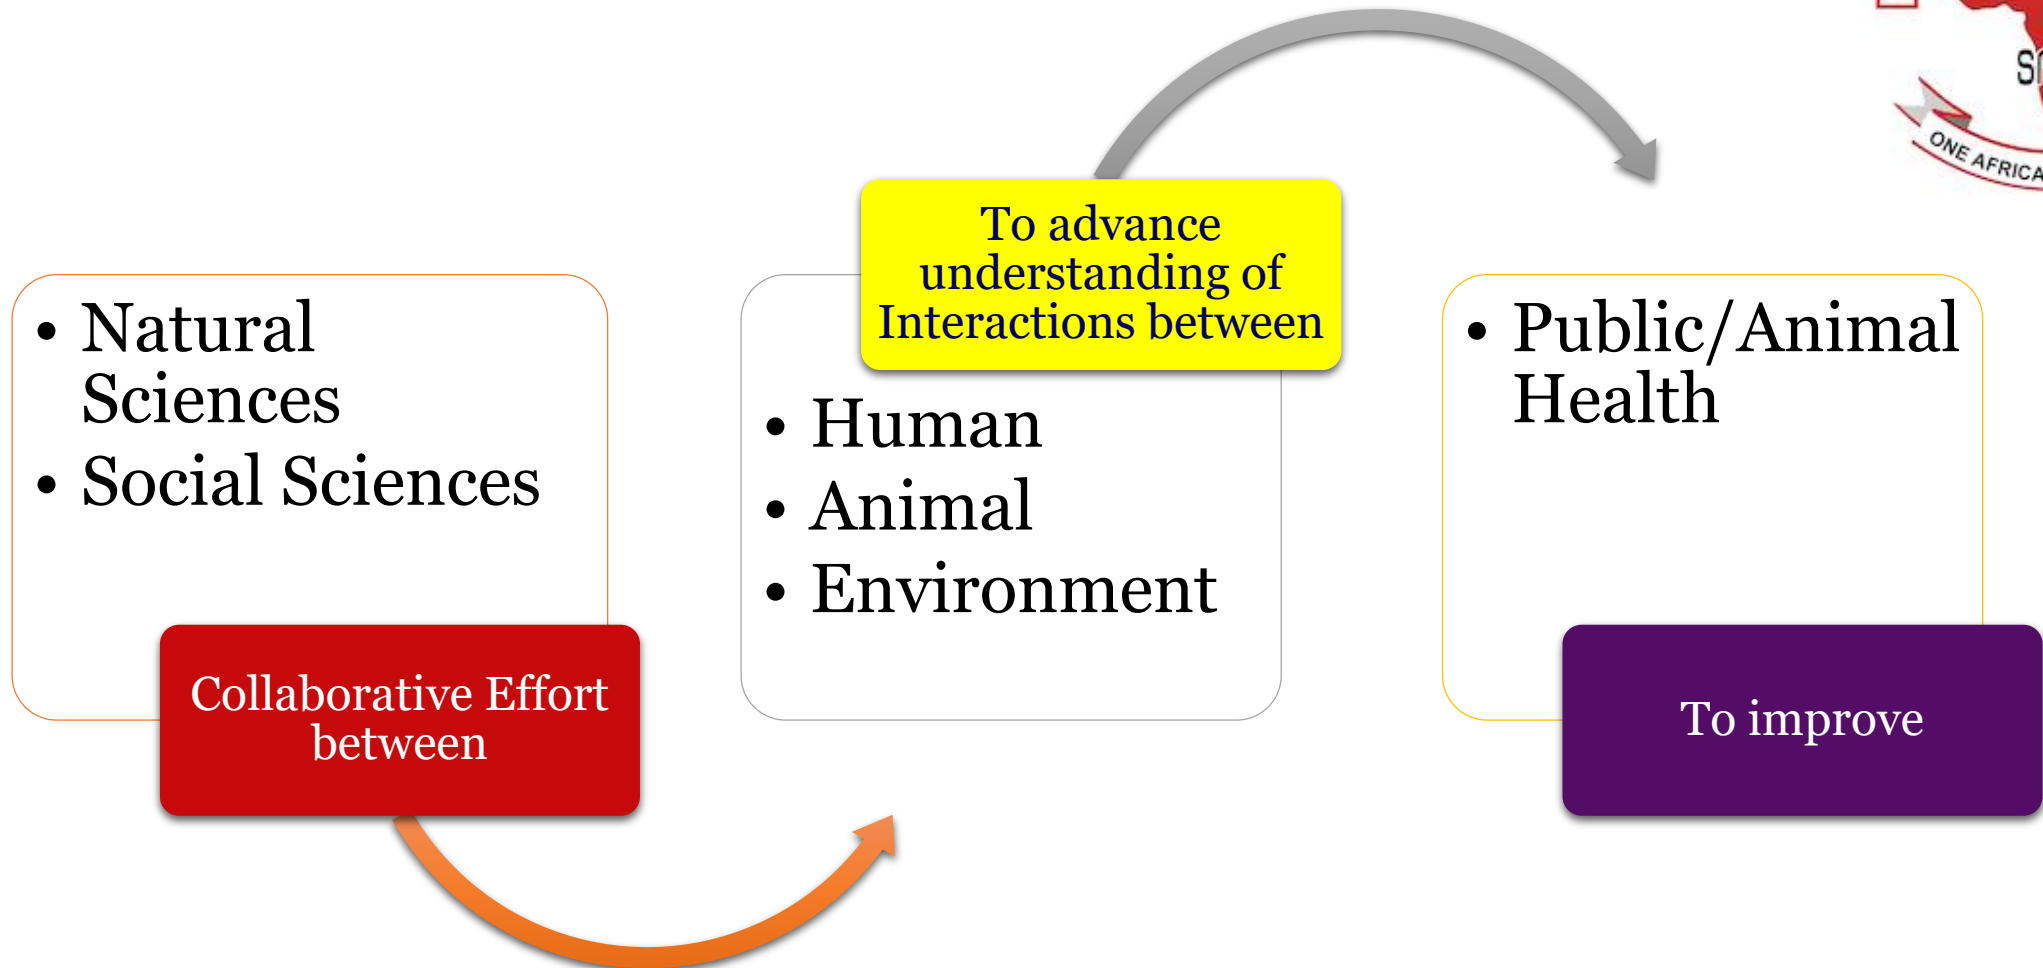 • Natural
Sciences
• Social Sciences
Collaborative Effort
between
To advance
understanding of
Interactions between
• Human
• Animal
• Environment
• Public/Animal
Health
To improve
ONE AFRICA